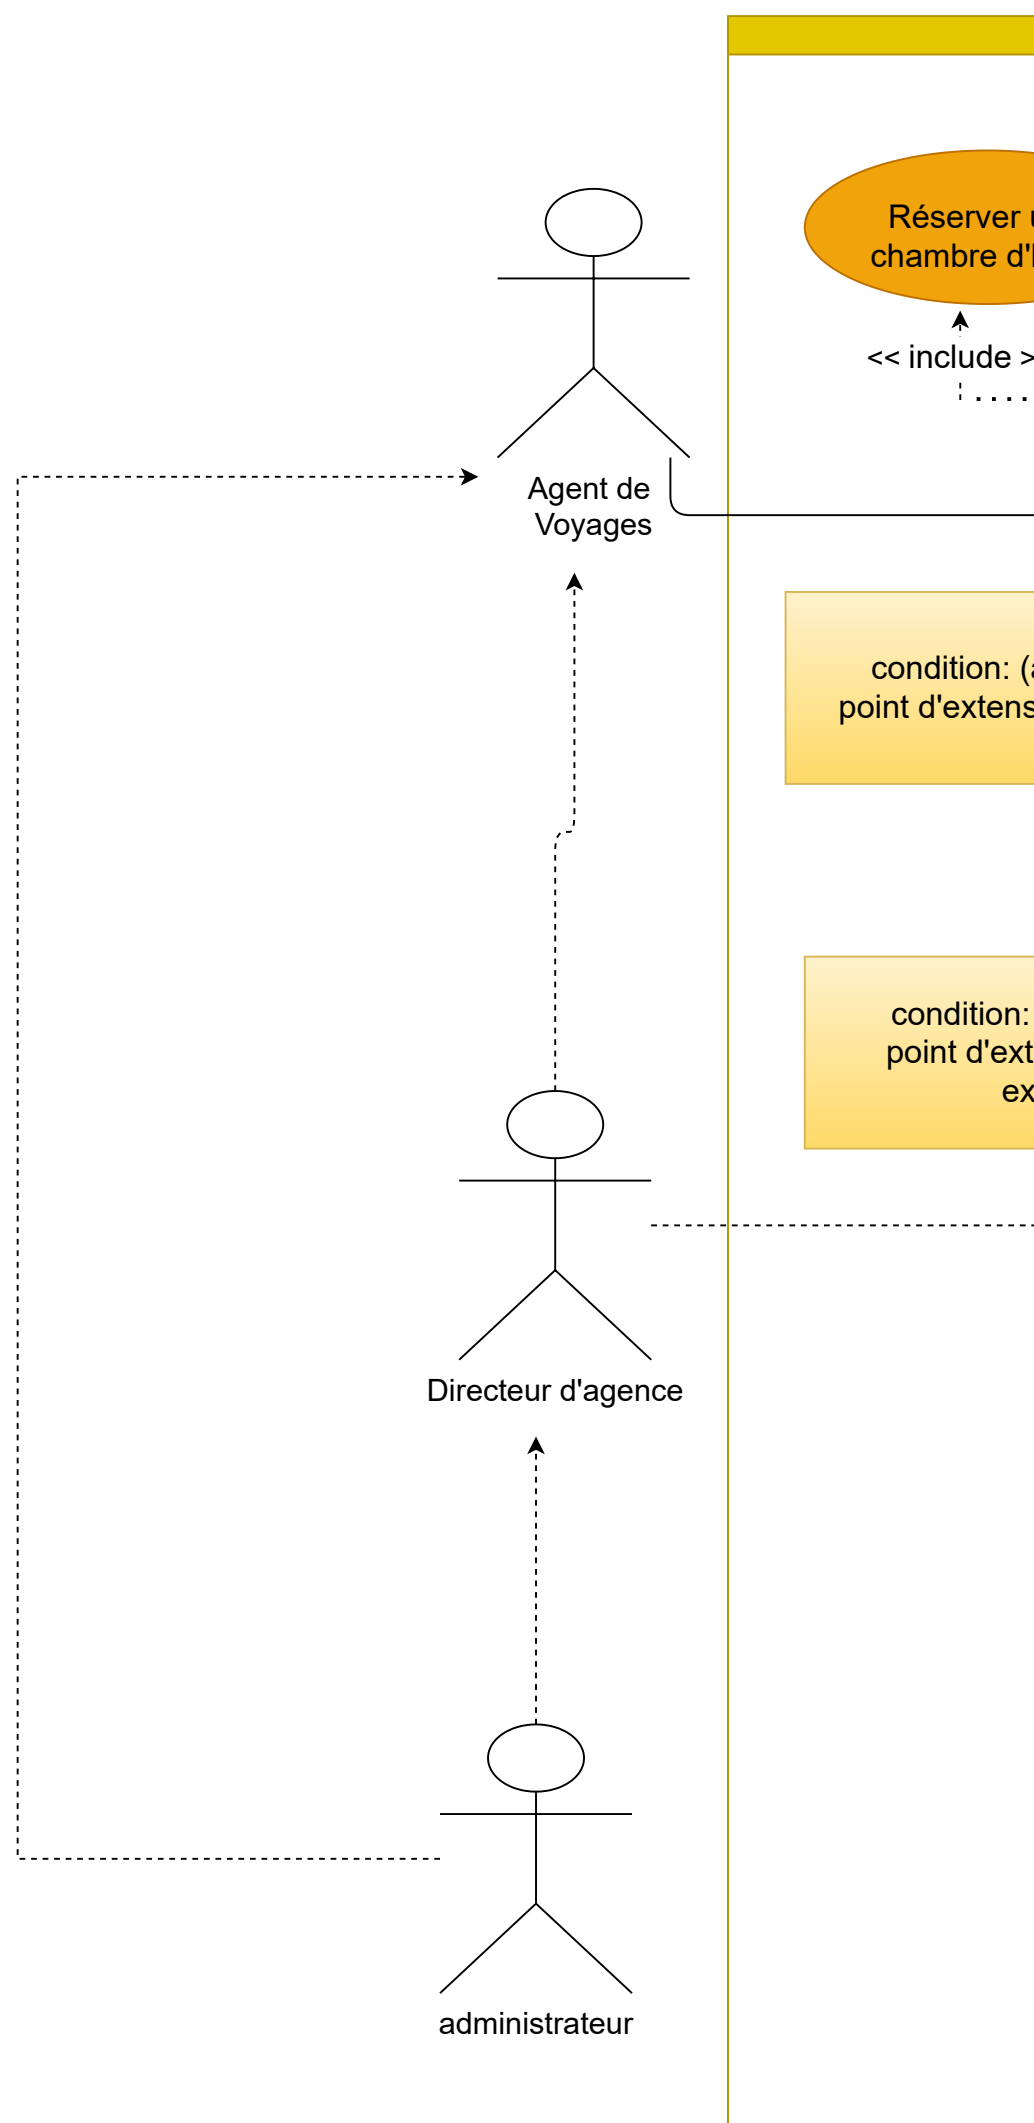 Réserver
chambre d'
<< include >
Agent de
Voyages
condition: (
point d'extens
condition:
point d'ext
ex
Directeur d'agence
administrateur